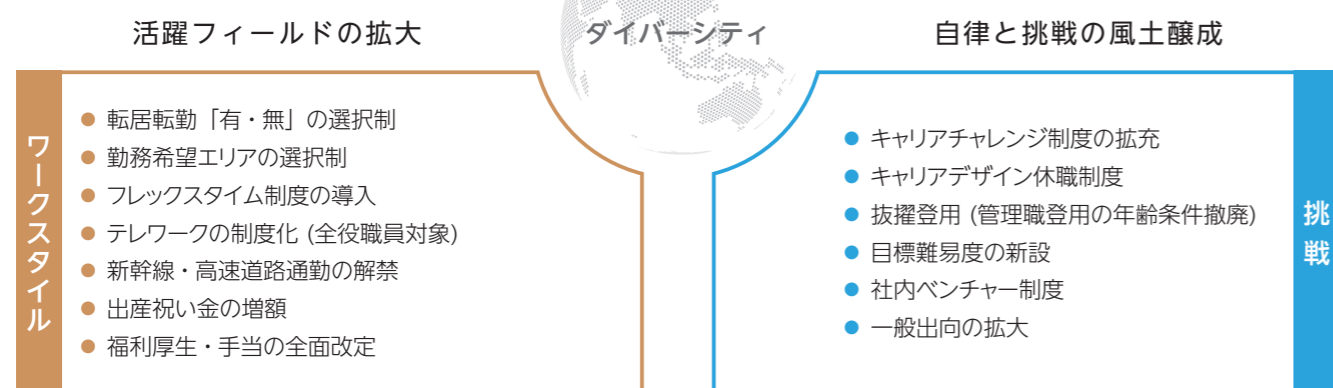 活躍フィールドの拡大
ダイバーシティ
自律と挑戦の風土醸成
ワークスタイル
● 転居転勤「有・無」の選択制
● 勤務希望エリアの選択制
● フレックスタイム制度の導入
● テレワークの制度化 (全役職員対象)
● 新幹線・高速道路通勤の解禁
● 出産祝い金の増額
● 福利厚生・手当の全面改定
● キャリアチャレンジ制度の拡充
● キャリアデザイン休職制度
● 抜擢登用 (管理職登用の年齢条件撤廃)
● 目標難易度の新設
● 社内ベンチャー制度
● 一般出向の拡大
挑戦